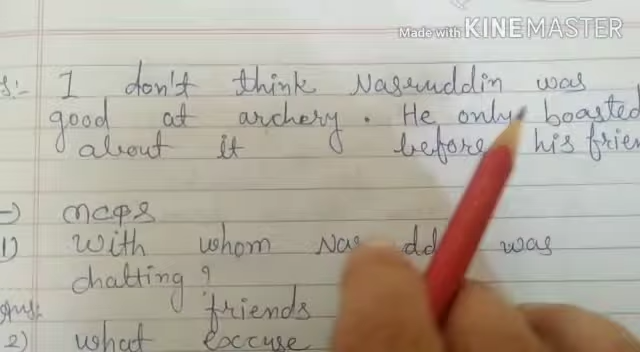 Made with KINEMASTER
s:- I don't think Nasruddin was
good at archery. He only boasted
about it before his frien
-) mcqs
1) With whom Nas dd was
chatting?
Ans: friends
2) what excuse